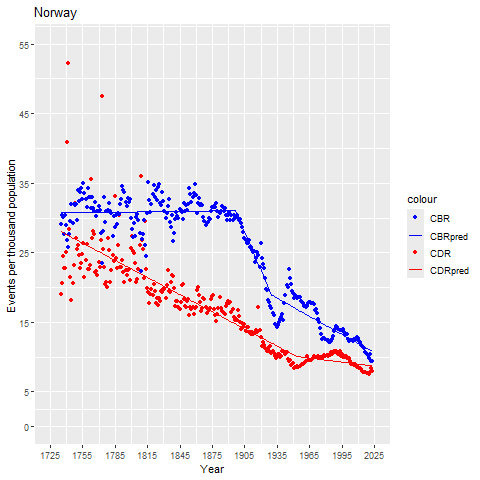 Norway
55
45
35
25
15
5
0
Events per thousand population
1725 1755 1785 1815 1845 1875 1905 1935 1965 1995 2025
Year
colour
CBR
CBRpred
CDR
CDRpred